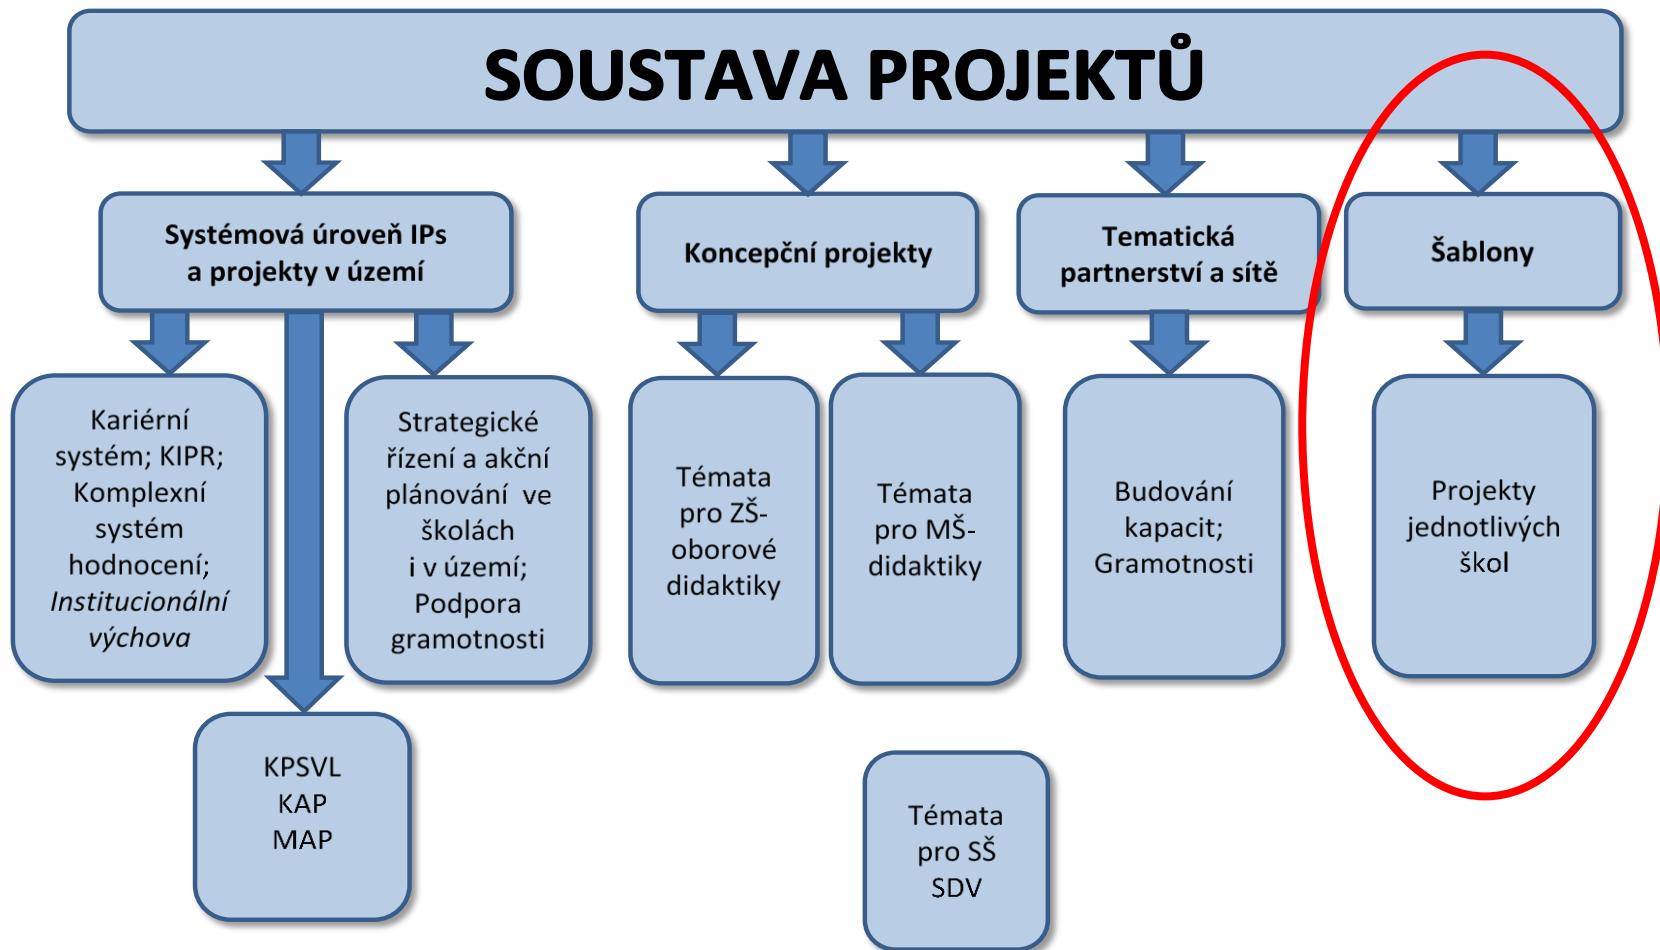 SOUSTAVA PROJEKTŮ
Systémová úroveň IPs
a projekty v území
Koncepční projekty
Tematická
partnerství a sítě
Šablony
Kariérní
systém; KIPR;
Komplexní
systém
hodnocení;
Institucionální
výchova
Strategické
řízení a akční
plánování ve
školách
i v území;
Podpora
gramotnosti
Témata
pro ZŠ-
oborové
didaktiky
Témata
pro MŠ-
didaktiky
Budování
kapacit;
Gramotnosti
Projekty
jednotlivých
škol
KPSVL
KAP
MAP
Témata
pro SŠ
SDV